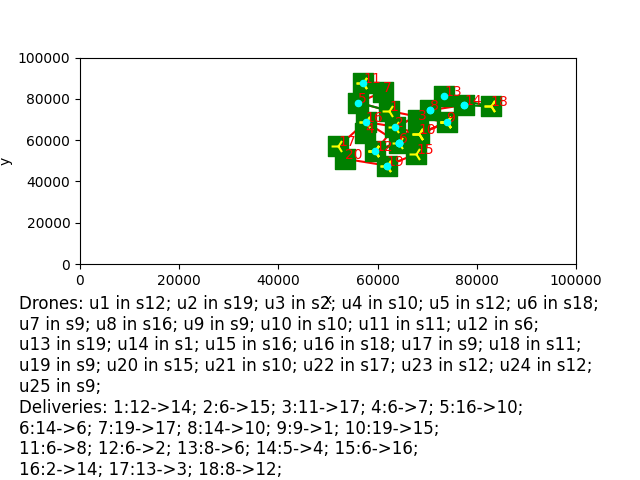 100000
80000
60000
40000
20000
0
y
0 20000 40000 60000 80000 100000
x
Drones: u1 in s12; u2 in s19; u3 in s2; u4 in s10; u5 in s12; u6 in s18;
u7 in s9; u8 in s16; u9 in s9; u10 in s10; u11 in s11; u12 in s6;
u13 in s19; u14 in s1; u15 in s16; u16 in s18; u17 in s9; u18 in s11;
u19 in s9; u20 in s15; u21 in s10; u22 in s17; u23 in s12; u24 in s12;
u25 in s9;
Deliveries: 1:12->14; 2:6->15; 3:11->17; 4:6->7; 5:16->10;
6:14->6; 7:19->17; 8:14->10; 9:9->1; 10:19->15;
11:6->8; 12:6->2; 13:8->6; 14:5->4; 15:6->16;
16:2->14; 17:13->3; 18:8->12;